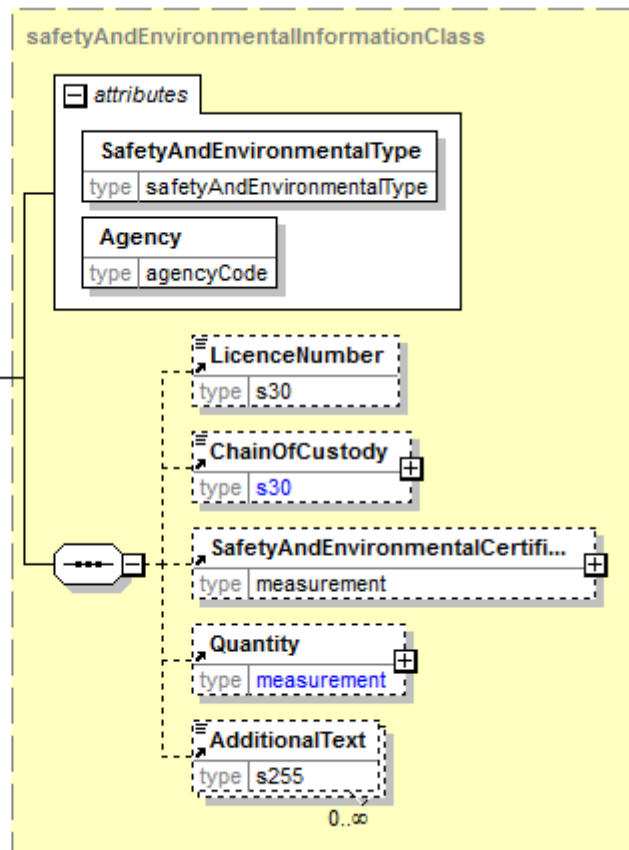 safetyAndEnvironmentalInformationClass
attributes
SafetyAndEnvironmentalType
type safetyAndEnvironmentalType
Agency
type agencyCode
LicenceNumber
type s30
ChainOfCustody
type s30
SafetyAndEnvironmentalCertifi...
type measurement
Quantity
type measurement
AdditionalText
type s255
0..∞